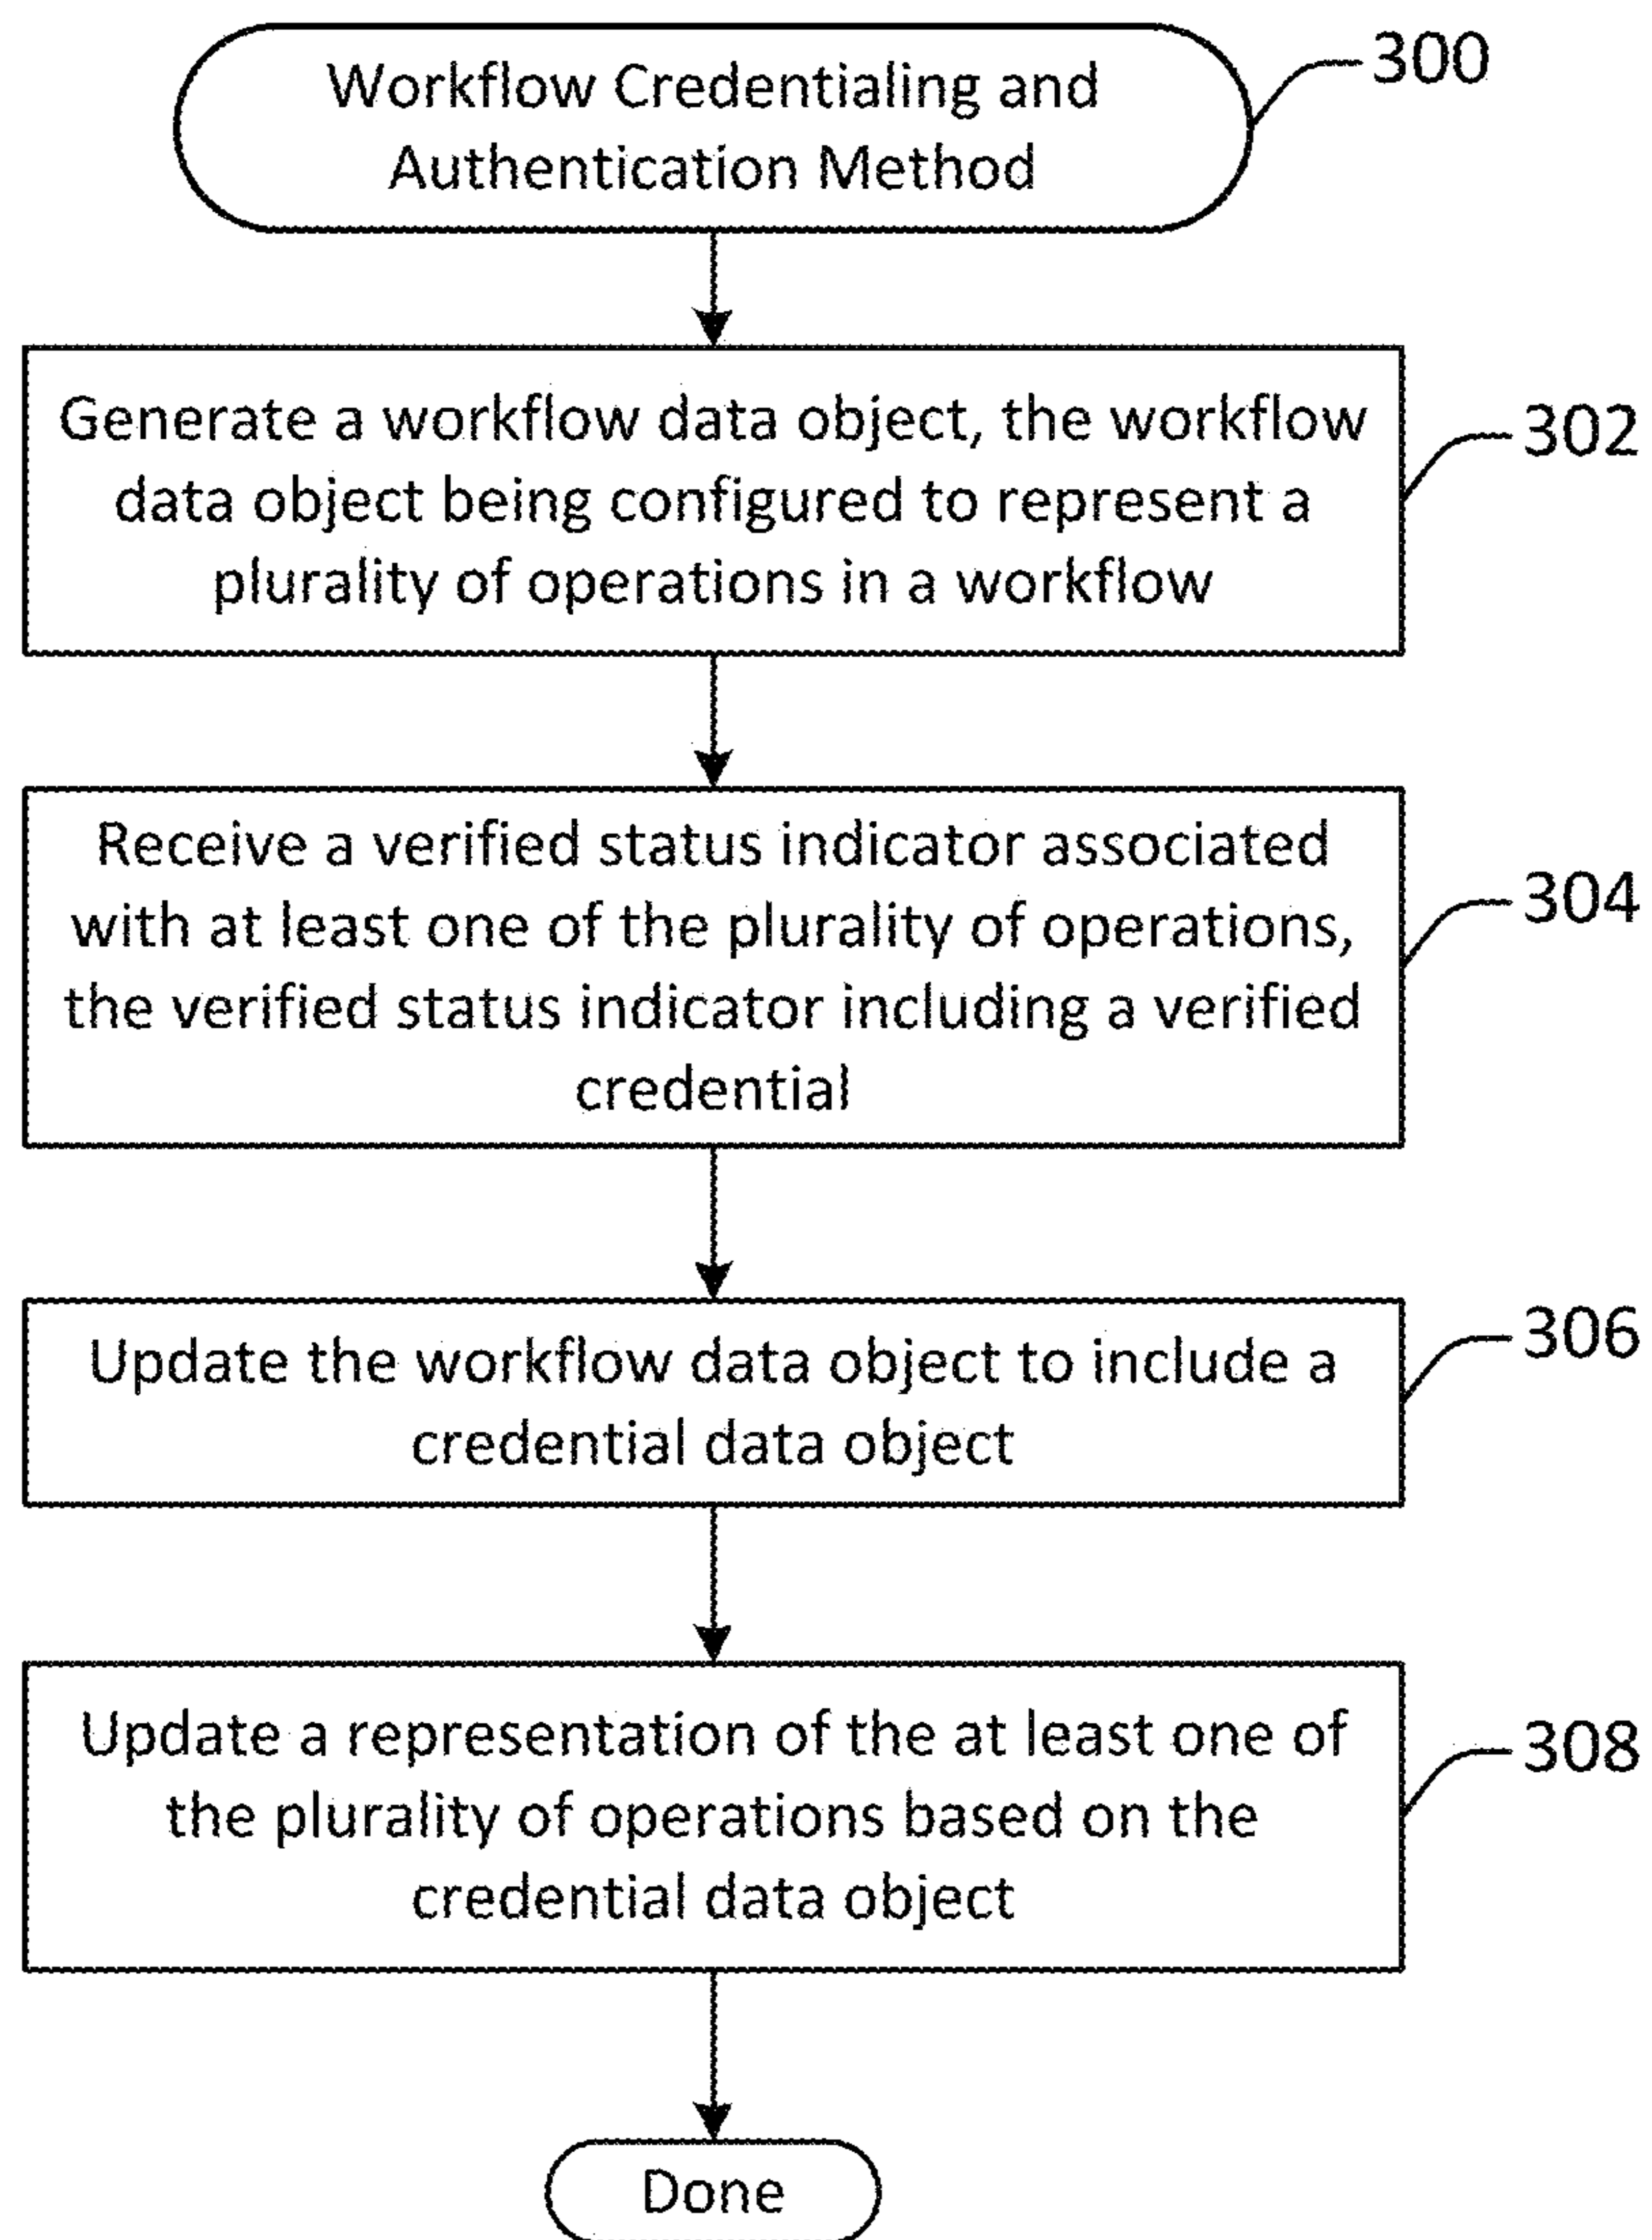 Workflow Credentialing and
Authentication Method
300
Generate a workflow data object, the workflow
data object being configured to represent a
plurality of operations in a workflow
302
Receive a verified status indicator associated
with at least one of the plurality of operations,
the verified status indicator including a verified
credential
304
Update the workflow data object to include a
credential data object
306
Update a representation of the at least one of
the plurality of operations based on the
credential data object
308
Done